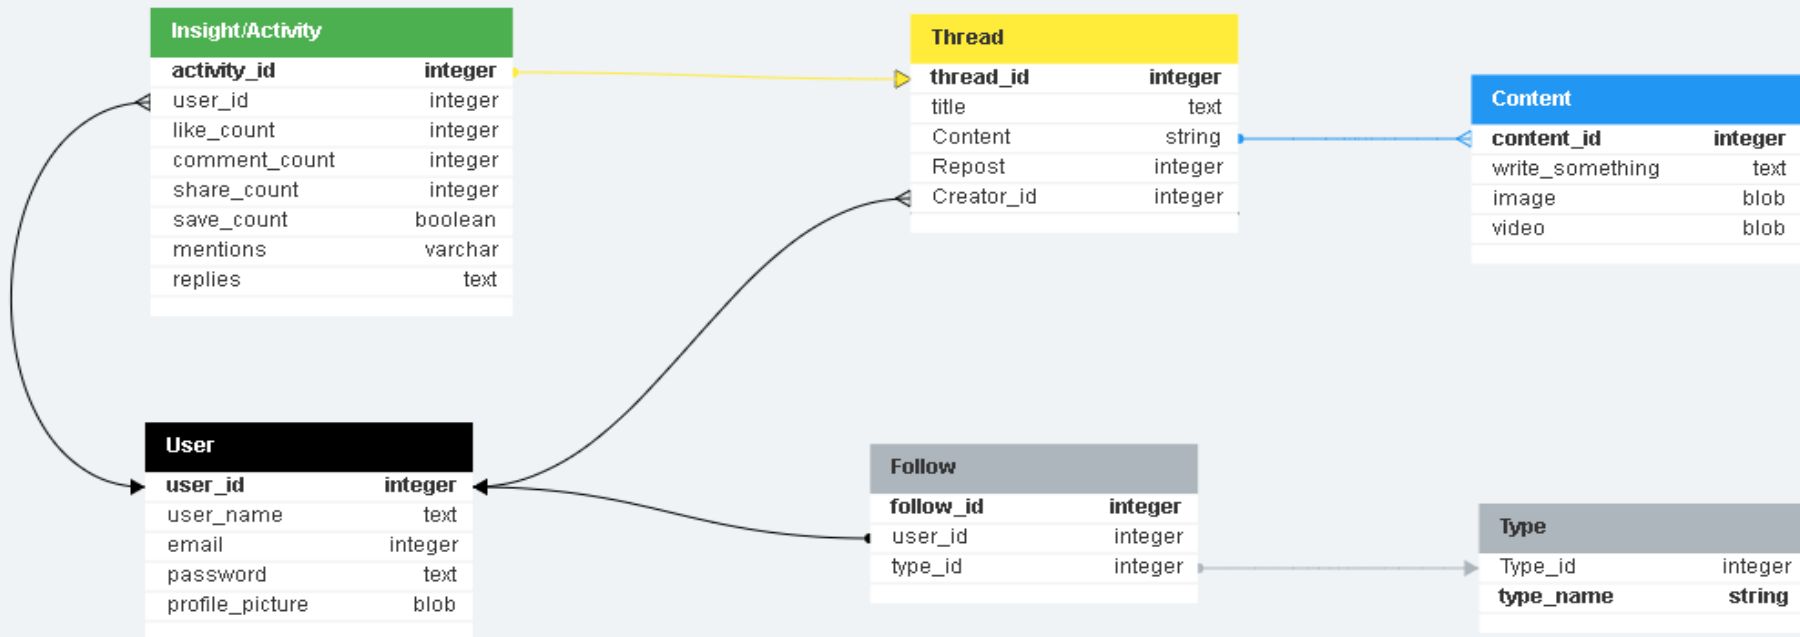 Insight/Activity
activity_id integer
user_id integer
like_count integer
comment_count integer
share_count integer
save_count boolean
mentions varchar
replies text
Thread
thread_id integer
title text
Content string
Repost integer
Creator_id integer
Content
content_id integer
write_something text
image blob
video blob
User
user_id integer
user_name text
email integer
password text
profile_picture blob
Follow
follow_id integer
user_id integer
type_id integer
Type
Type_id integer
type_name string